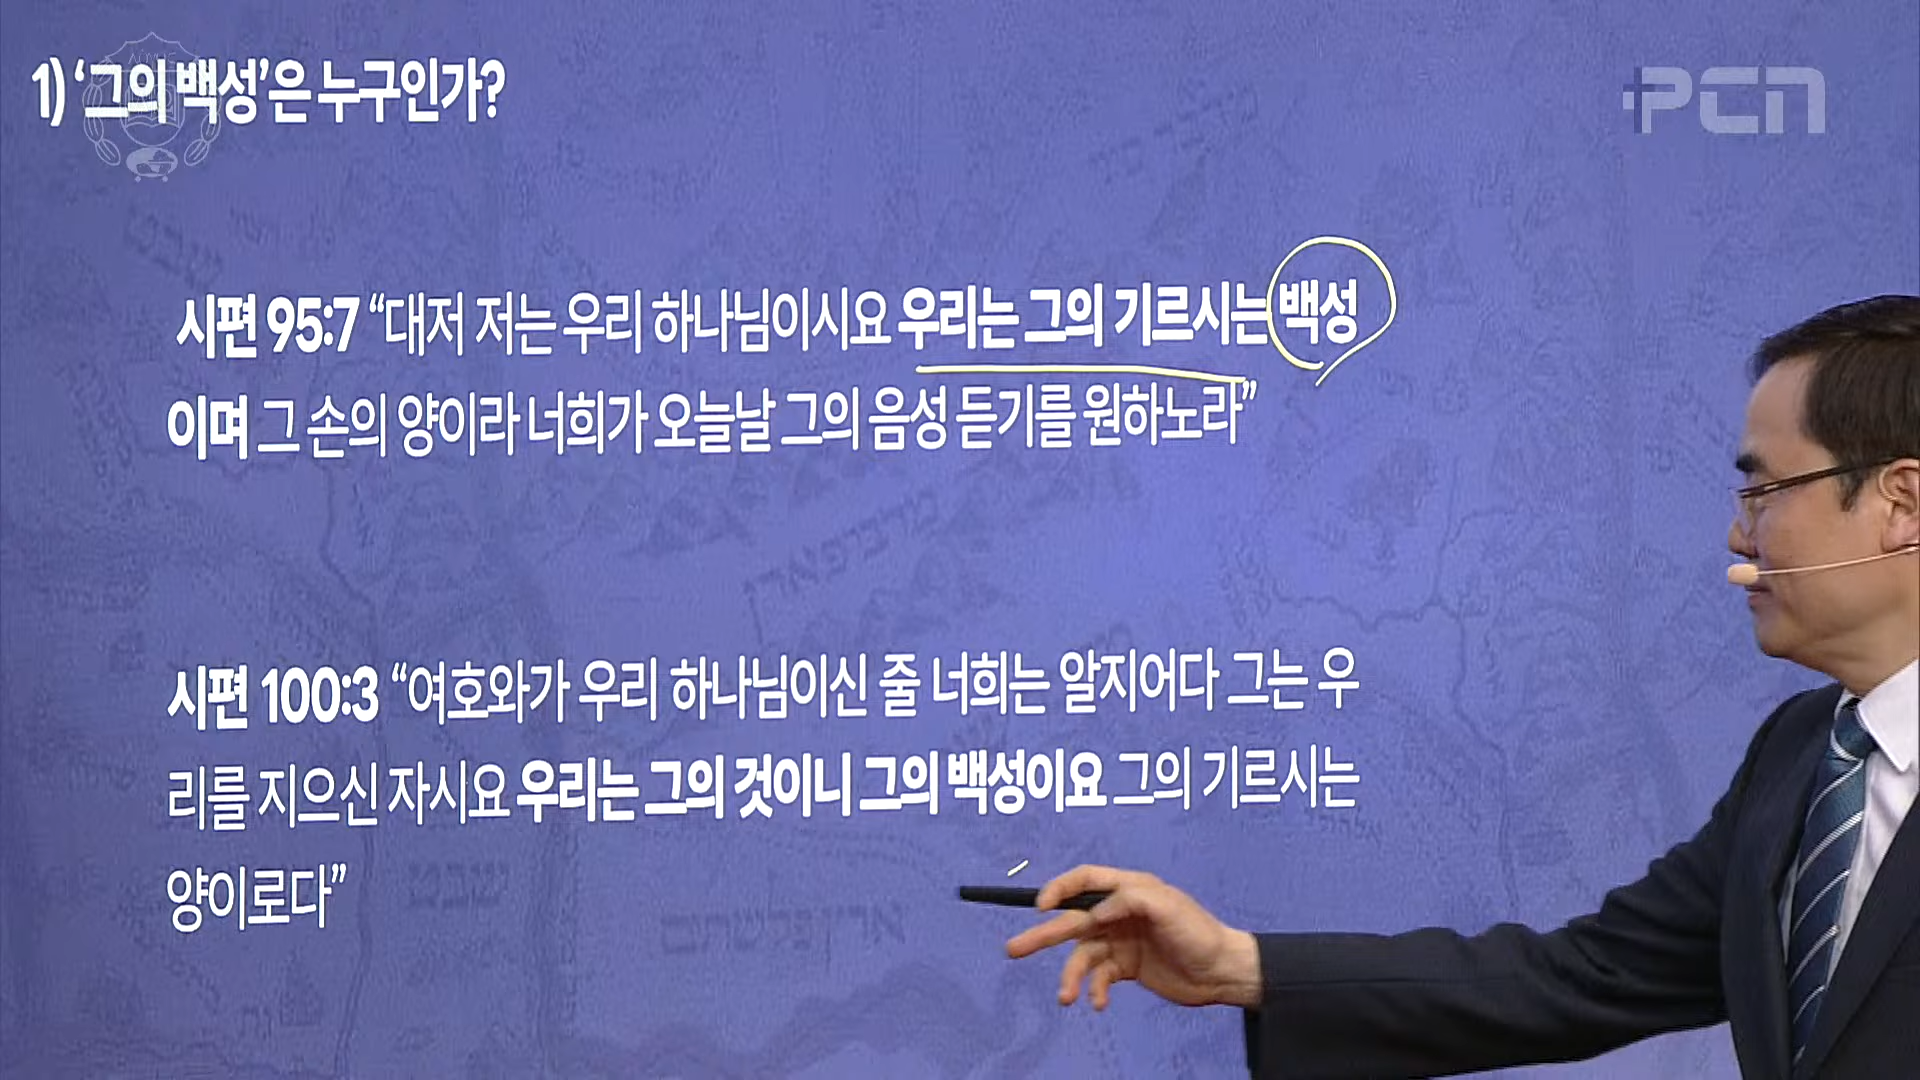 1) ‘그의 백성’은 누구인가?
PCN
시편 95:7 “대저 저는 우리 하나님이시요 우리는 그의 기르시는 백성
이며 그 손의 양이라 너희가 오늘날 그의 음성 듣기를 원하노라”
시편 100:3 “여호와가 우리 하나님이신 줄 너희는 알지어다 그는 우
리를 지으신 자시요 우리는 그의 것이니 그의 백성이요 그의 기르시는
양이로다”